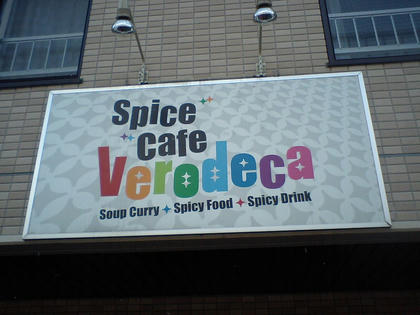 Spice
Cafe
Verodeca
Soup Curry ✦ Spicy Food ✦ Spicy Drink